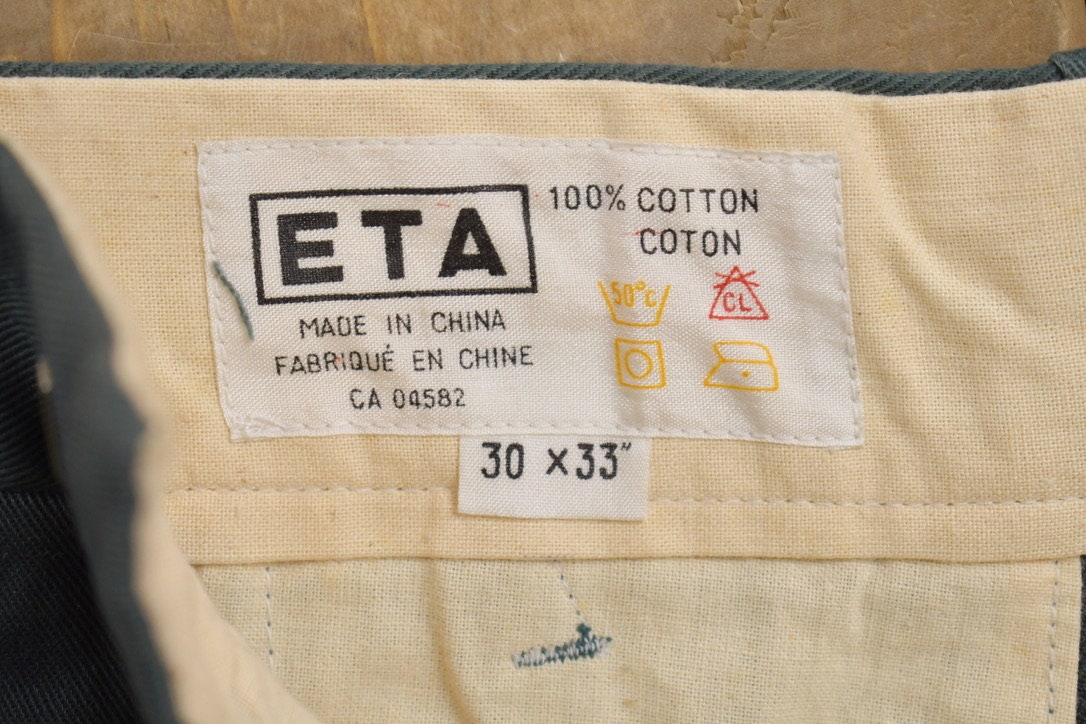 ETA
100% COTTON
COTON
MADE IN CHINA
FABRIQUÉ EN CHINE
CA 04582
50°C
CL
30 × 33"